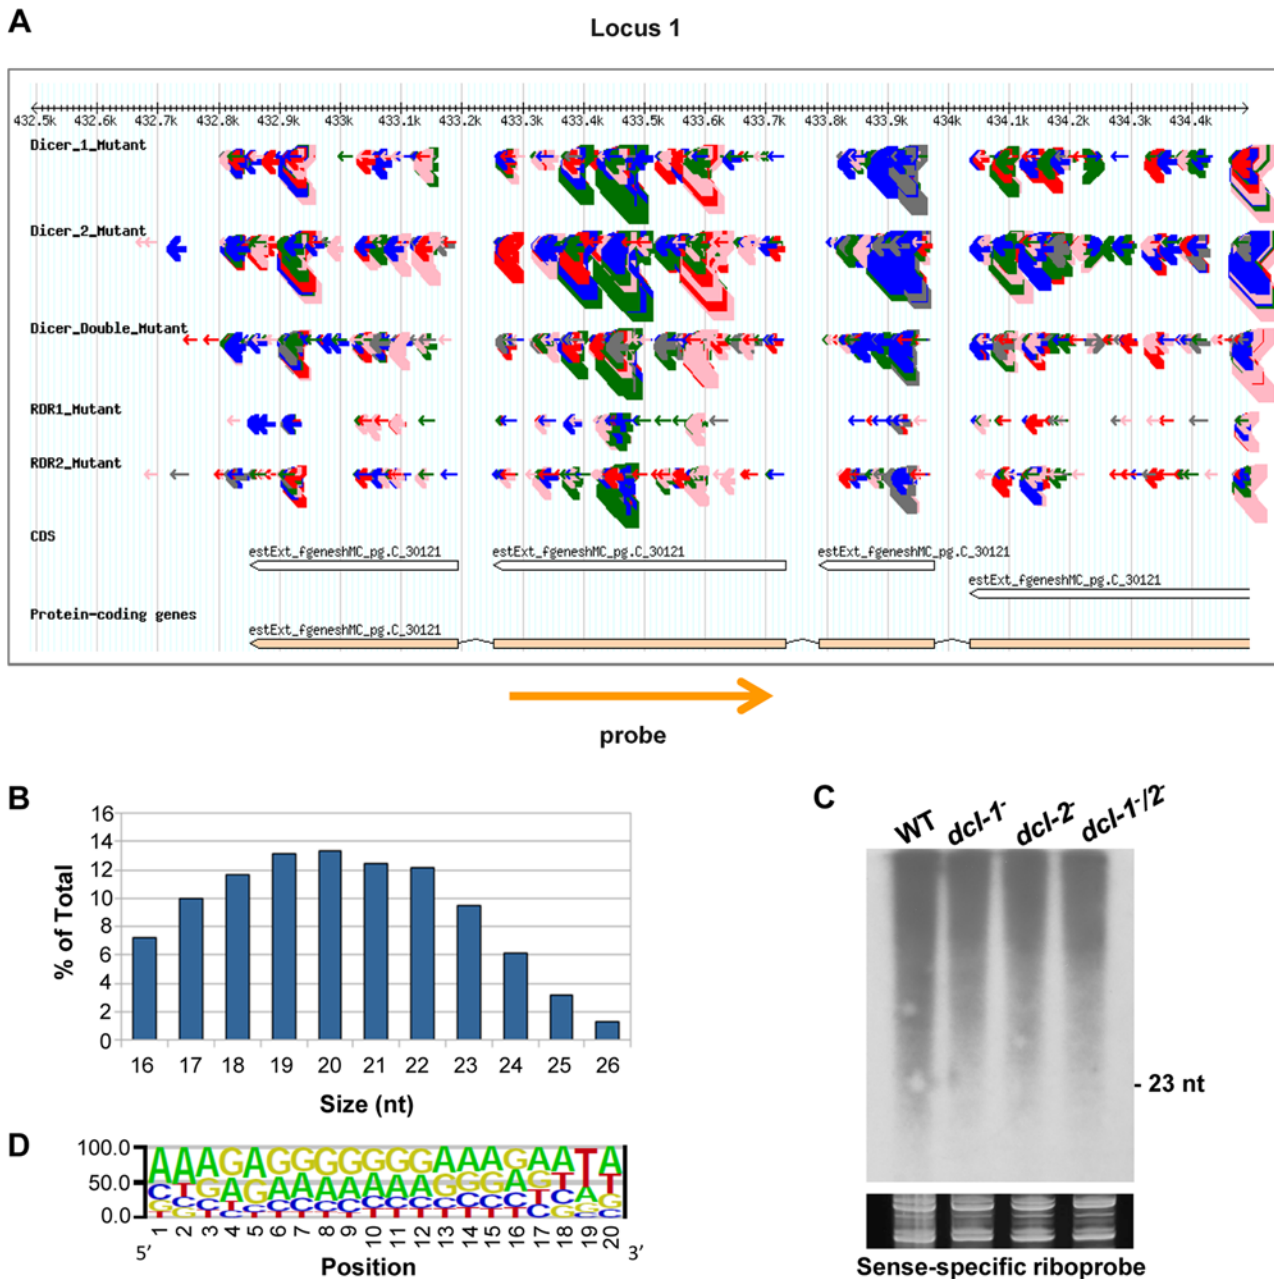 A
Locus 1
432.5k 432.6k 432.7k 432.8k 432.9k 433k 433.1k 433.2k 433.3k 433.4k 433.5k 433.6k 433.7k 433.8k 433.9k 434k 434.1k 434.2k 434.3k 434.4k
Dicer_1_Mutant
Dicer_2_Mutant
Dicer_Double_Mutant
RDR1_Mutant
RDR2_Mutant
CDS
estExt_fgeneshMC_pg.C_30121 estExt_fgeneshMC_pg.C_30121 estExt_fgeneshMC_pg.C_30121
estExt_fgeneshMC_pg.C_30121
Protein-coding genes
estExt_fgeneshMC_pg.C_30121
probe
B
% of Total
16
14
12
10
8
6
4
2
0
16 17 18 19 20 21 22 23 24 25 26
Size (nt)
C
WT dcl-1⁻ dcl-2⁻ dcl-1⁻/2⁻
- 23 nt
Sense-specific riboprobe
D
100.0
50.0
0.0
AAAGAGGGGGGGAAAGAATA
1 2 3 4 5 6 7 8 9 10 11 12 13 14 15 16 17 18 19 20
5′ Position 3′